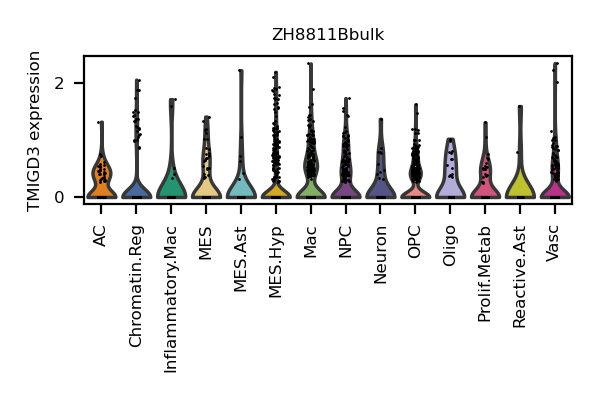 ZH8811Bbulk
TMIGD3 expression
2
0
AC
Chromatin.Reg
Inflammatory.Mac
MES
MES.Ast
MES.Hyp
Mac
NPC
Neuron
OPC
Oligo
Prolif.Metab
Reactive.Ast
Vasc